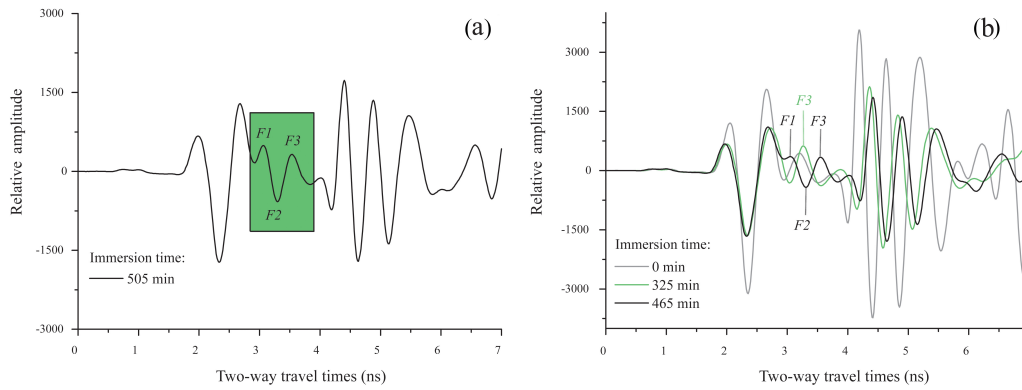 (a)
3000
1500
0
-1500
-3000
Relative amplitude
F1
F3
F2
Immersion time:
505 min
0 1 2 3 4 5 6 7
Two-way travel times (ns)
(b)
3000
1500
0
-1500
-3000
Relative amplitude
F3
F1 F3
F2
Immersion time:
0 min
325 min
465 min
0 1 2 3 4 5 6
Two-way travel times (ns)